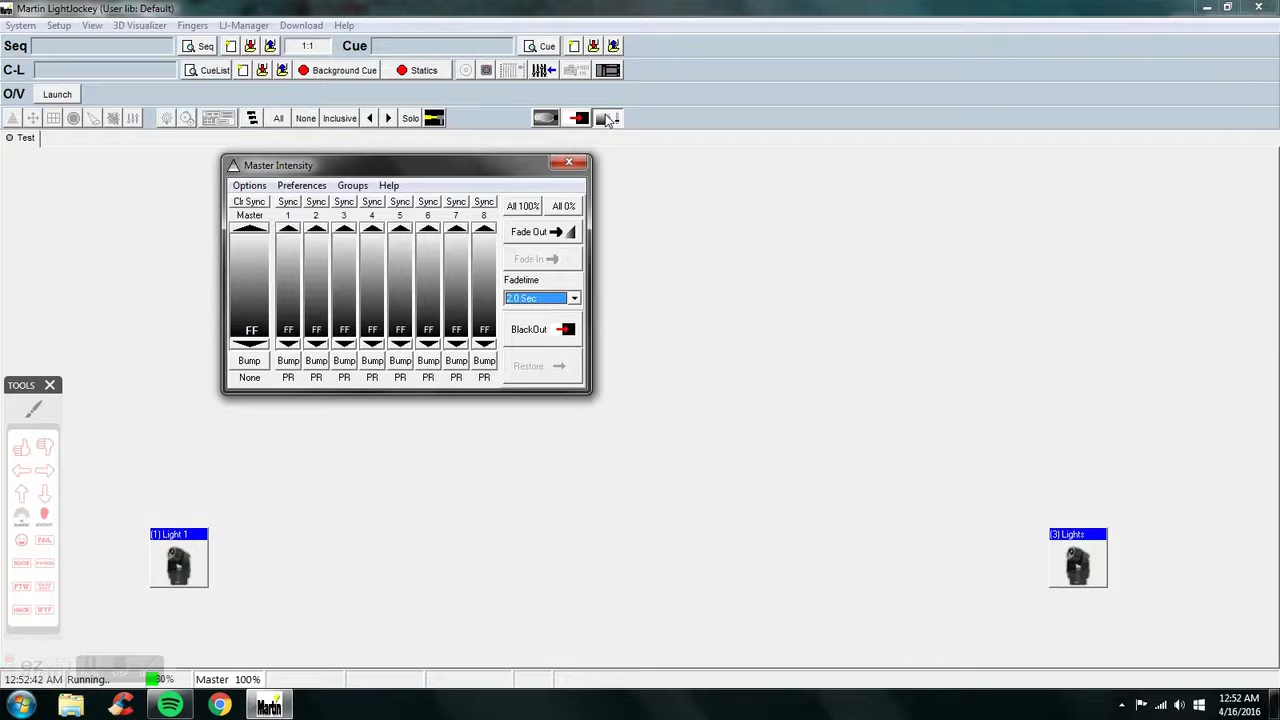 Martin LightJockey (User lib: Default)
System Setup View 3D Visualizer Fingers LJ-Manager Download Help
Seq Seq 1:1 Cue Cue
C-L CueList Background Cue Statics
O/V Launch
All None Inclusive Solo
Test
Master Intensity
Options Preferences Groups Help
Clr Sync Sync Sync Sync Sync Sync Sync Sync Sync
Master 1 2 3 4 5 6 7 8
All 100% All 0%
Fade Out
Fade In
Fadetime
2.0 Sec
FF FF FF FF FF FF FF FF FF
BlackOut
Bump Bump Bump Bump Bump Bump Bump Bump Bump
Restore
None PR PR PR PR PR PR PR PR
TOOLS
FAIL
NOOB
FTW
HACK WTF
(1) Light 1
(3) Lights
12:52:42 AM Running.. 30% Master 100%
Martin
12:52 AM
4/16/2016